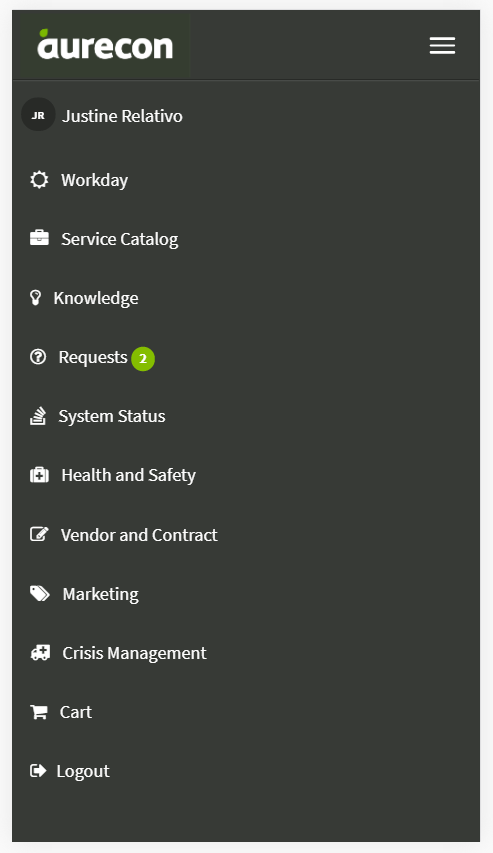 aurecon
JR Justine Relativo
Workday
Service Catalog
Knowledge
Requests 2
System Status
Health and Safety
Vendor and Contract
Marketing
Crisis Management
Cart
Logout